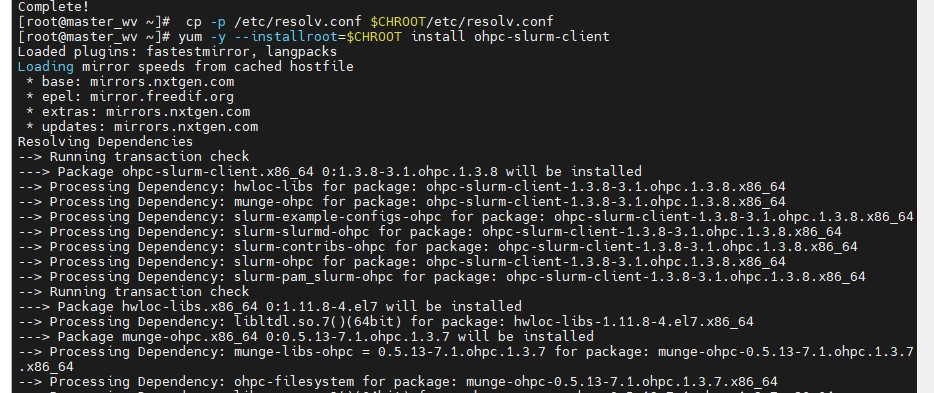 Complete!
[root@master_wv ~]#  cp -p /etc/resolv.conf $CHROOT/etc/resolv.conf
[root@master_wv ~]# yum -y --installroot=$CHROOT install ohpc-slurm-client
Loaded plugins: fastestmirror, langpacks
Loading mirror speeds from cached hostfile
 * base: mirrors.nxtgen.com
 * epel: mirror.freedif.org
 * extras: mirrors.nxtgen.com
 * updates: mirrors.nxtgen.com
Resolving Dependencies
--> Running transaction check
---> Package ohpc-slurm-client.x86_64 0:1.3.8-3.1.ohpc.1.3.8 will be installed
--> Processing Dependency: hwloc-libs for package: ohpc-slurm-client-1.3.8-3.1.ohpc.1.3.8.x86_64
--> Processing Dependency: munge-ohpc for package: ohpc-slurm-client-1.3.8-3.1.ohpc.1.3.8.x86_64
--> Processing Dependency: slurm-example-configs-ohpc for package: ohpc-slurm-client-1.3.8-3.1.ohpc.1.3.8.x86_64
--> Processing Dependency: slurm-slurmd-ohpc for package: ohpc-slurm-client-1.3.8-3.1.ohpc.1.3.8.x86_64
--> Processing Dependency: slurm-contribs-ohpc for package: ohpc-slurm-client-1.3.8-3.1.ohpc.1.3.8.x86_64
--> Processing Dependency: slurm-ohpc for package: ohpc-slurm-client-1.3.8-3.1.ohpc.1.3.8.x86_64
--> Processing Dependency: slurm-pam_slurm-ohpc for package: ohpc-slurm-client-1.3.8-3.1.ohpc.1.3.8.x86_64
--> Running transaction check
---> Package hwloc-libs.x86_64 0:1.11.8-4.el7 will be installed
--> Processing Dependency: libltdl.so.7()(64bit) for package: hwloc-libs-1.11.8-4.el7.x86_64
---> Package munge-ohpc.x86_64 0:0.5.13-7.1.ohpc.1.3.7 will be installed
--> Processing Dependency: munge-libs-ohpc = 0.5.13-7.1.ohpc.1.3.7 for package: munge-ohpc-0.5.13-7.1.ohpc.1.3.7
.x86_64
--> Processing Dependency: ohpc-filesystem for package: munge-ohpc-0.5.13-7.1.ohpc.1.3.7.x86_64